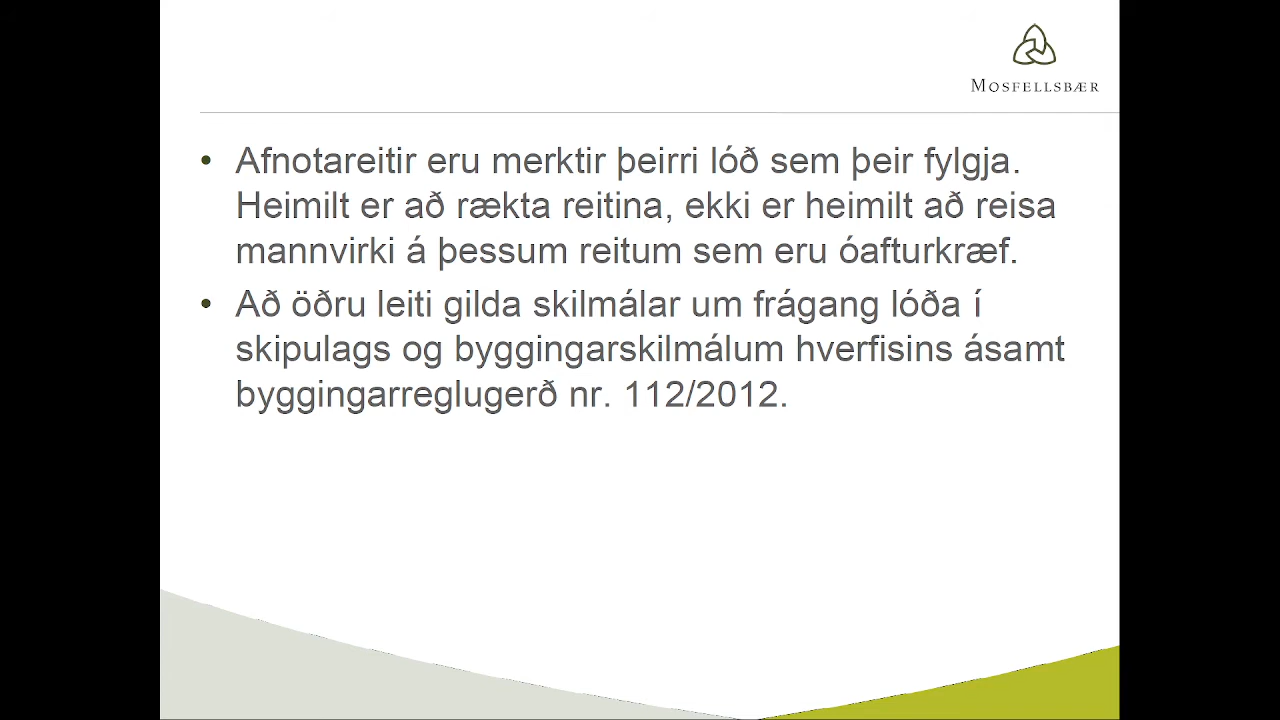 MOSFELLSBÆR
• Afnotareitir eru merktir þeirri lóð sem þeir fylgja.
Heimilt er að rækta reitina, ekki er heimilt að reisa
mannvirki á þessum reitum sem eru óafturkræf.
• Að öðru leiti gilda skilmálar um frágang lóða í
skipulags og byggingarskilmálum hverfisins ásamt
byggingarreglugerð nr. 112/2012.